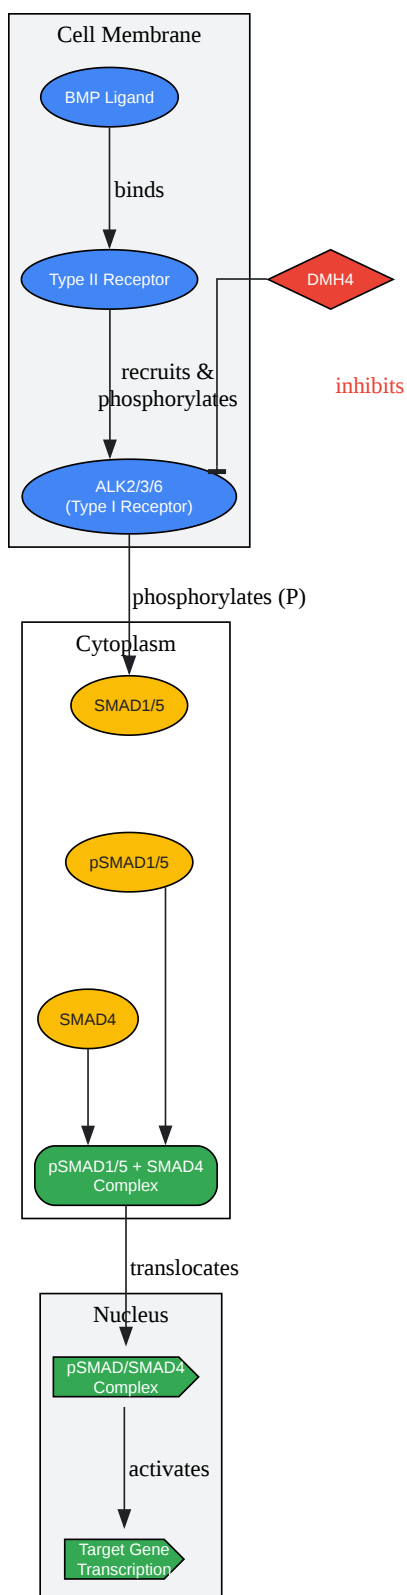 Cell Membrane
BMP Ligand
binds
Type II Receptor
DMH4
recruits &
phosphorylates
inhibits
ALK2/3/6
(Type I Receptor)
phosphorylates (P)
Cytoplasm
SMAD1/5
pSMAD1/5
SMAD4
pSMAD1/5 + SMAD4
Complex
translocates
Nucleus
pSMAD/SMAD4
Complex
activates
Target Gene
Transcription